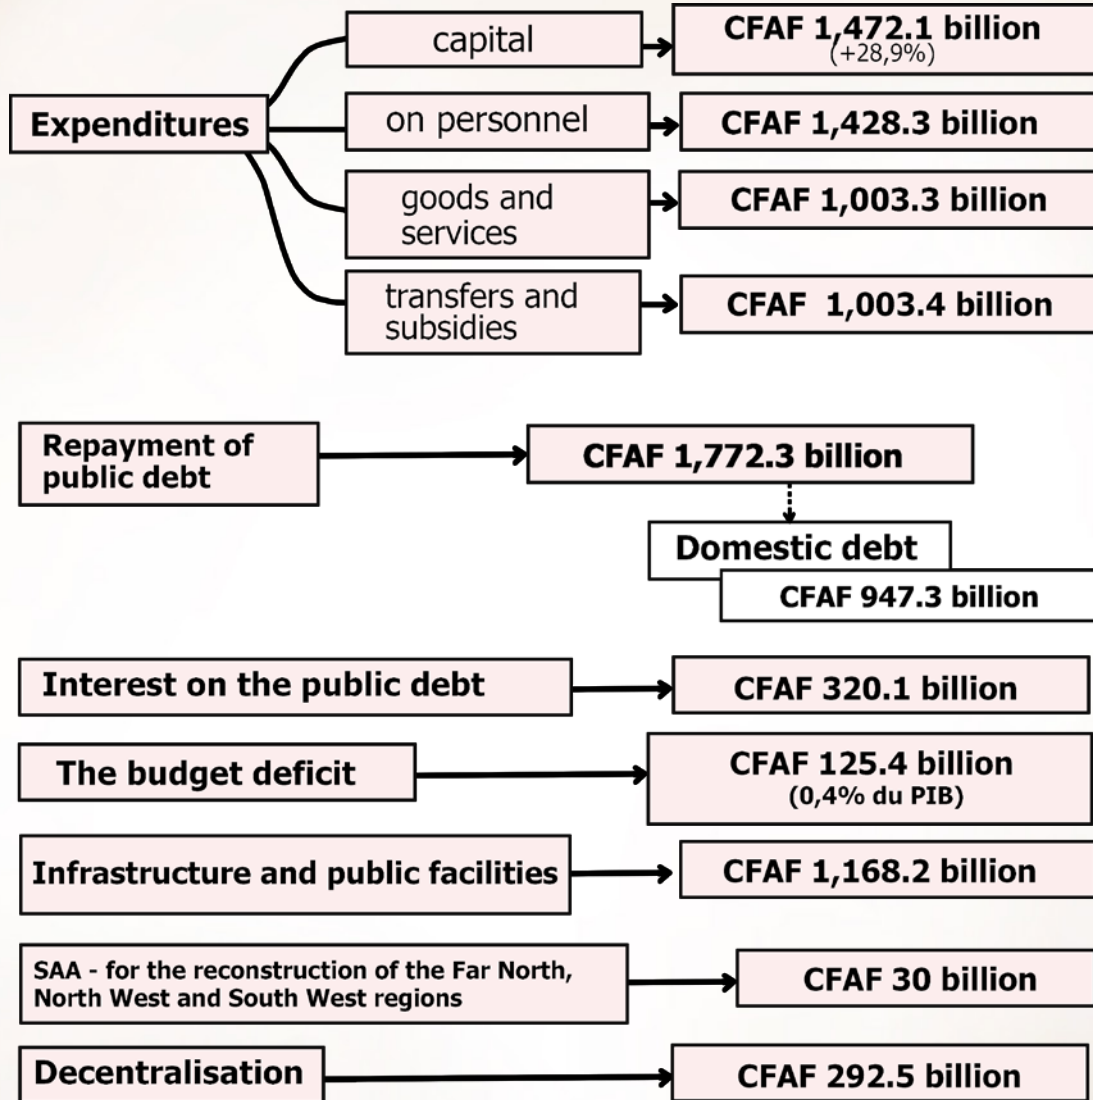 capital
CFAF 1,472.1 billion
(+28,9%)
Expenditures
on personnel
CFAF 1,428.3 billion
goods and
services
CFAF 1,003.3 billion
transfers and
subsidies
CFAF 1,003.4 billion
Repayment of
public debt
CFAF 1,772.3 billion
Domestic debt
CFAF 947.3 billion
Interest on the public debt
CFAF 320.1 billion
The budget deficit
CFAF 125.4 billion
(0,4% du PIB)
Infrastructure and public facilities
CFAF 1,168.2 billion
SAA - for the reconstruction of the Far North,
North West and South West regions
CFAF 30 billion
Decentralisation
CFAF 292.5 billion